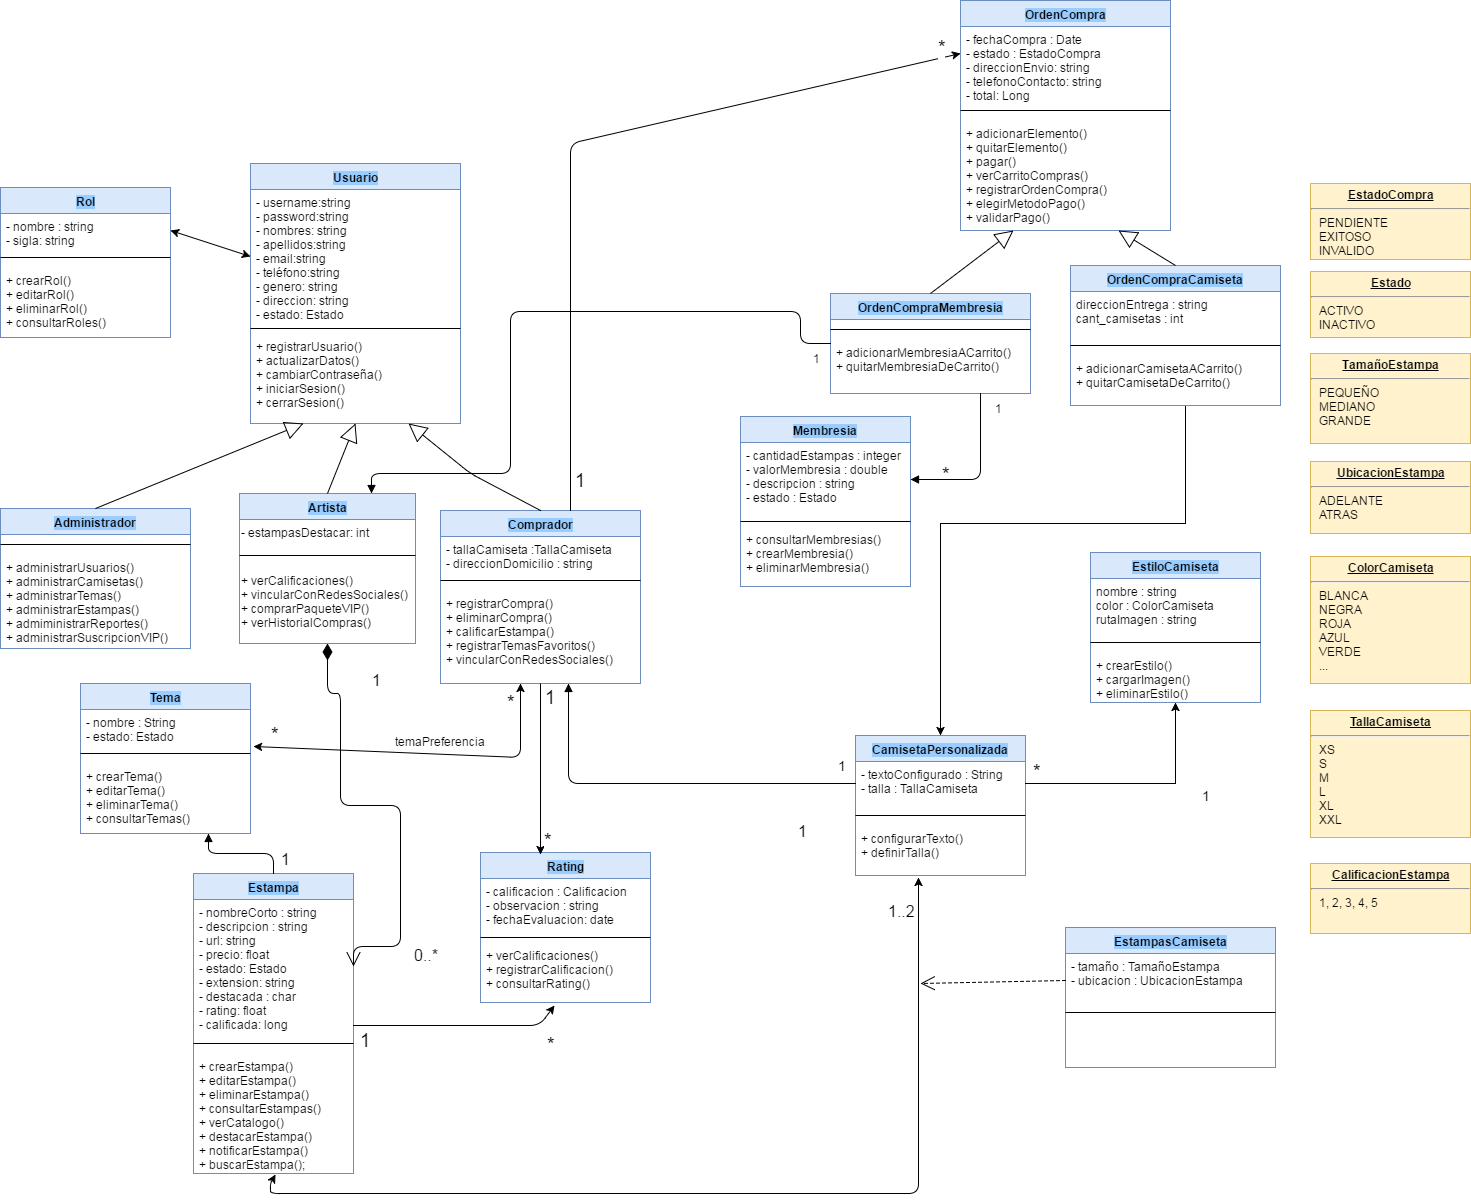 OrdenCompra
- fechaCompra : Date
- estado : EstadoCompra
- direccionEnvio: string
- telefonoContacto: string
- total: Long
+ adicionarElemento()
+ quitarElemento()
+ pagar()
+ verCarritoCompras()
+ registrarOrdenCompra()
+ elegirMetodoPago()
+ validarPago()
*
Usuario
- username:string
- password:string
- nombres: string
- apellidos:string
- email:string
- teléfono:string
- genero: string
- direccion: string
- estado: Estado
+ registrarUsuario()
+ actualizarDatos()
+ cambiarContraseña()
+ iniciarSesion()
+ cerrarSesion()
Rol
- nombre : string
- sigla: string
+ crearRol()
+ editarRol()
+ eliminarRol()
+ consultarRoles()
EstadoCompra
PENDIENTE
EXITOSO
INVALIDO
Estado
ACTIVO
INACTIVO
TamañoEstampa
PEQUEÑO
MEDIANO
GRANDE
UbicacionEstampa
ADELANTE
ATRAS
ColorCamiseta
BLANCA
NEGRA
ROJA
AZUL
VERDE
...
TallaCamiseta
XS
S
M
L
XL
XXL
CalificacionEstampa
1, 2, 3, 4, 5
OrdenCompraMembresia
+ adicionarMembresiaACarrito()
+ quitarMembresiaDeCarrito()
1
1
OrdenCompraCamiseta
direccionEntrega : string
cant_camisetas : int
+ adicionarCamisetaACarrito()
+ quitarCamisetaDeCarrito()
Membresia
- cantidadEstampas : integer
- valorMembresia : double
- descripcion : string
- estado : Estado
+ consultarMembresias()
+ crearMembresia()
+ eliminarMembresia()
*
Administrador
+ administrarUsuarios()
+ administrarCamisetas()
+ administrarTemas()
+ administrarEstampas()
+ admiministrarReportes()
+ administrarSuscripcionVIP()
Artista
- estampasDestacar: int
+ verCalificaciones()
+ vincularConRedesSociales()
+ comprarPaqueteVIP()
+ verHistorialCompras()
1
1
Comprador
- tallaCamiseta :TallaCamiseta
- direccionDomicilio : string
+ registrarCompra()
+ eliminarCompra()
+ calificarEstampa()
+ registrarTemasFavoritos()
+ vincularConRedesSociales()
* 1
EstiloCamiseta
nombre : string
color : ColorCamiseta
rutaImagen : string
+ crearEstilo()
+ cargarImagen()
+ eliminarEstilo()
Tema
- nombre : String
- estado: Estado
+ crearTema()
+ editarTema()
+ eliminarTema()
+ consultarTemas()
*
temaPreferencia
CamisetaPersonalizada
- textoConfigurado : String
- talla : TallaCamiseta
+ configurarTexto()
+ definirTalla()
1
*
1
1
1..2
Estampa
- nombreCorto : string
- descripcion : string
- url: string
- precio: float
- estado: Estado
- extension: string
- destacada : char
- rating: float
- calificada: long
+ crearEstampa()
+ editarEstampa()
+ eliminarEstampa()
+ consultarEstampas()
+ verCatalogo()
+ destacarEstampa()
+ notificarEstampa()
+ buscarEstampa();
1
0..*
1
*
Rating
- calificacion : Calificacion
- observacion : string
- fechaEvaluacion: date
+ verCalificaciones()
+ registrarCalificacion()
+ consultarRating()
*
EstampasCamiseta
- tamaño : TamañoEstampa
- ubicacion : UbicacionEstampa